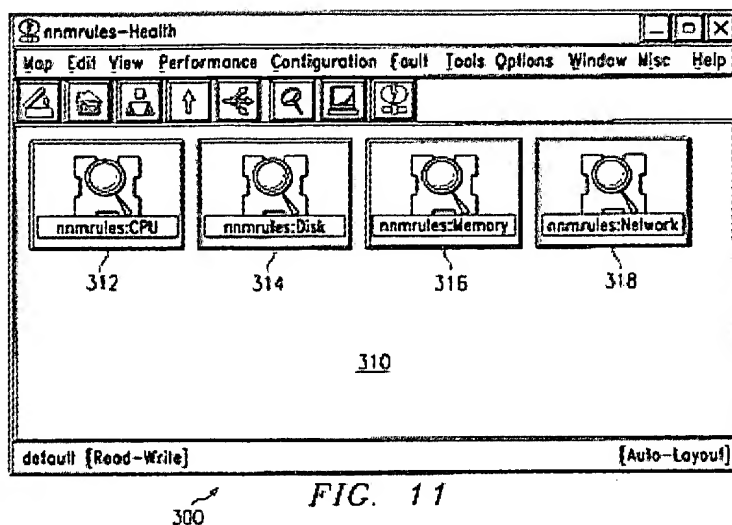 nnmrules-Health
Map Edit View Performance Configuration Fault Tools Options Window Misc Help
nnmrules:CPU nnmrules:Disk nnmrules:Memory nnmrules:Network
312 314 316 318
310
default [Read-Write] [Auto-Layout]
300 FIG. 11